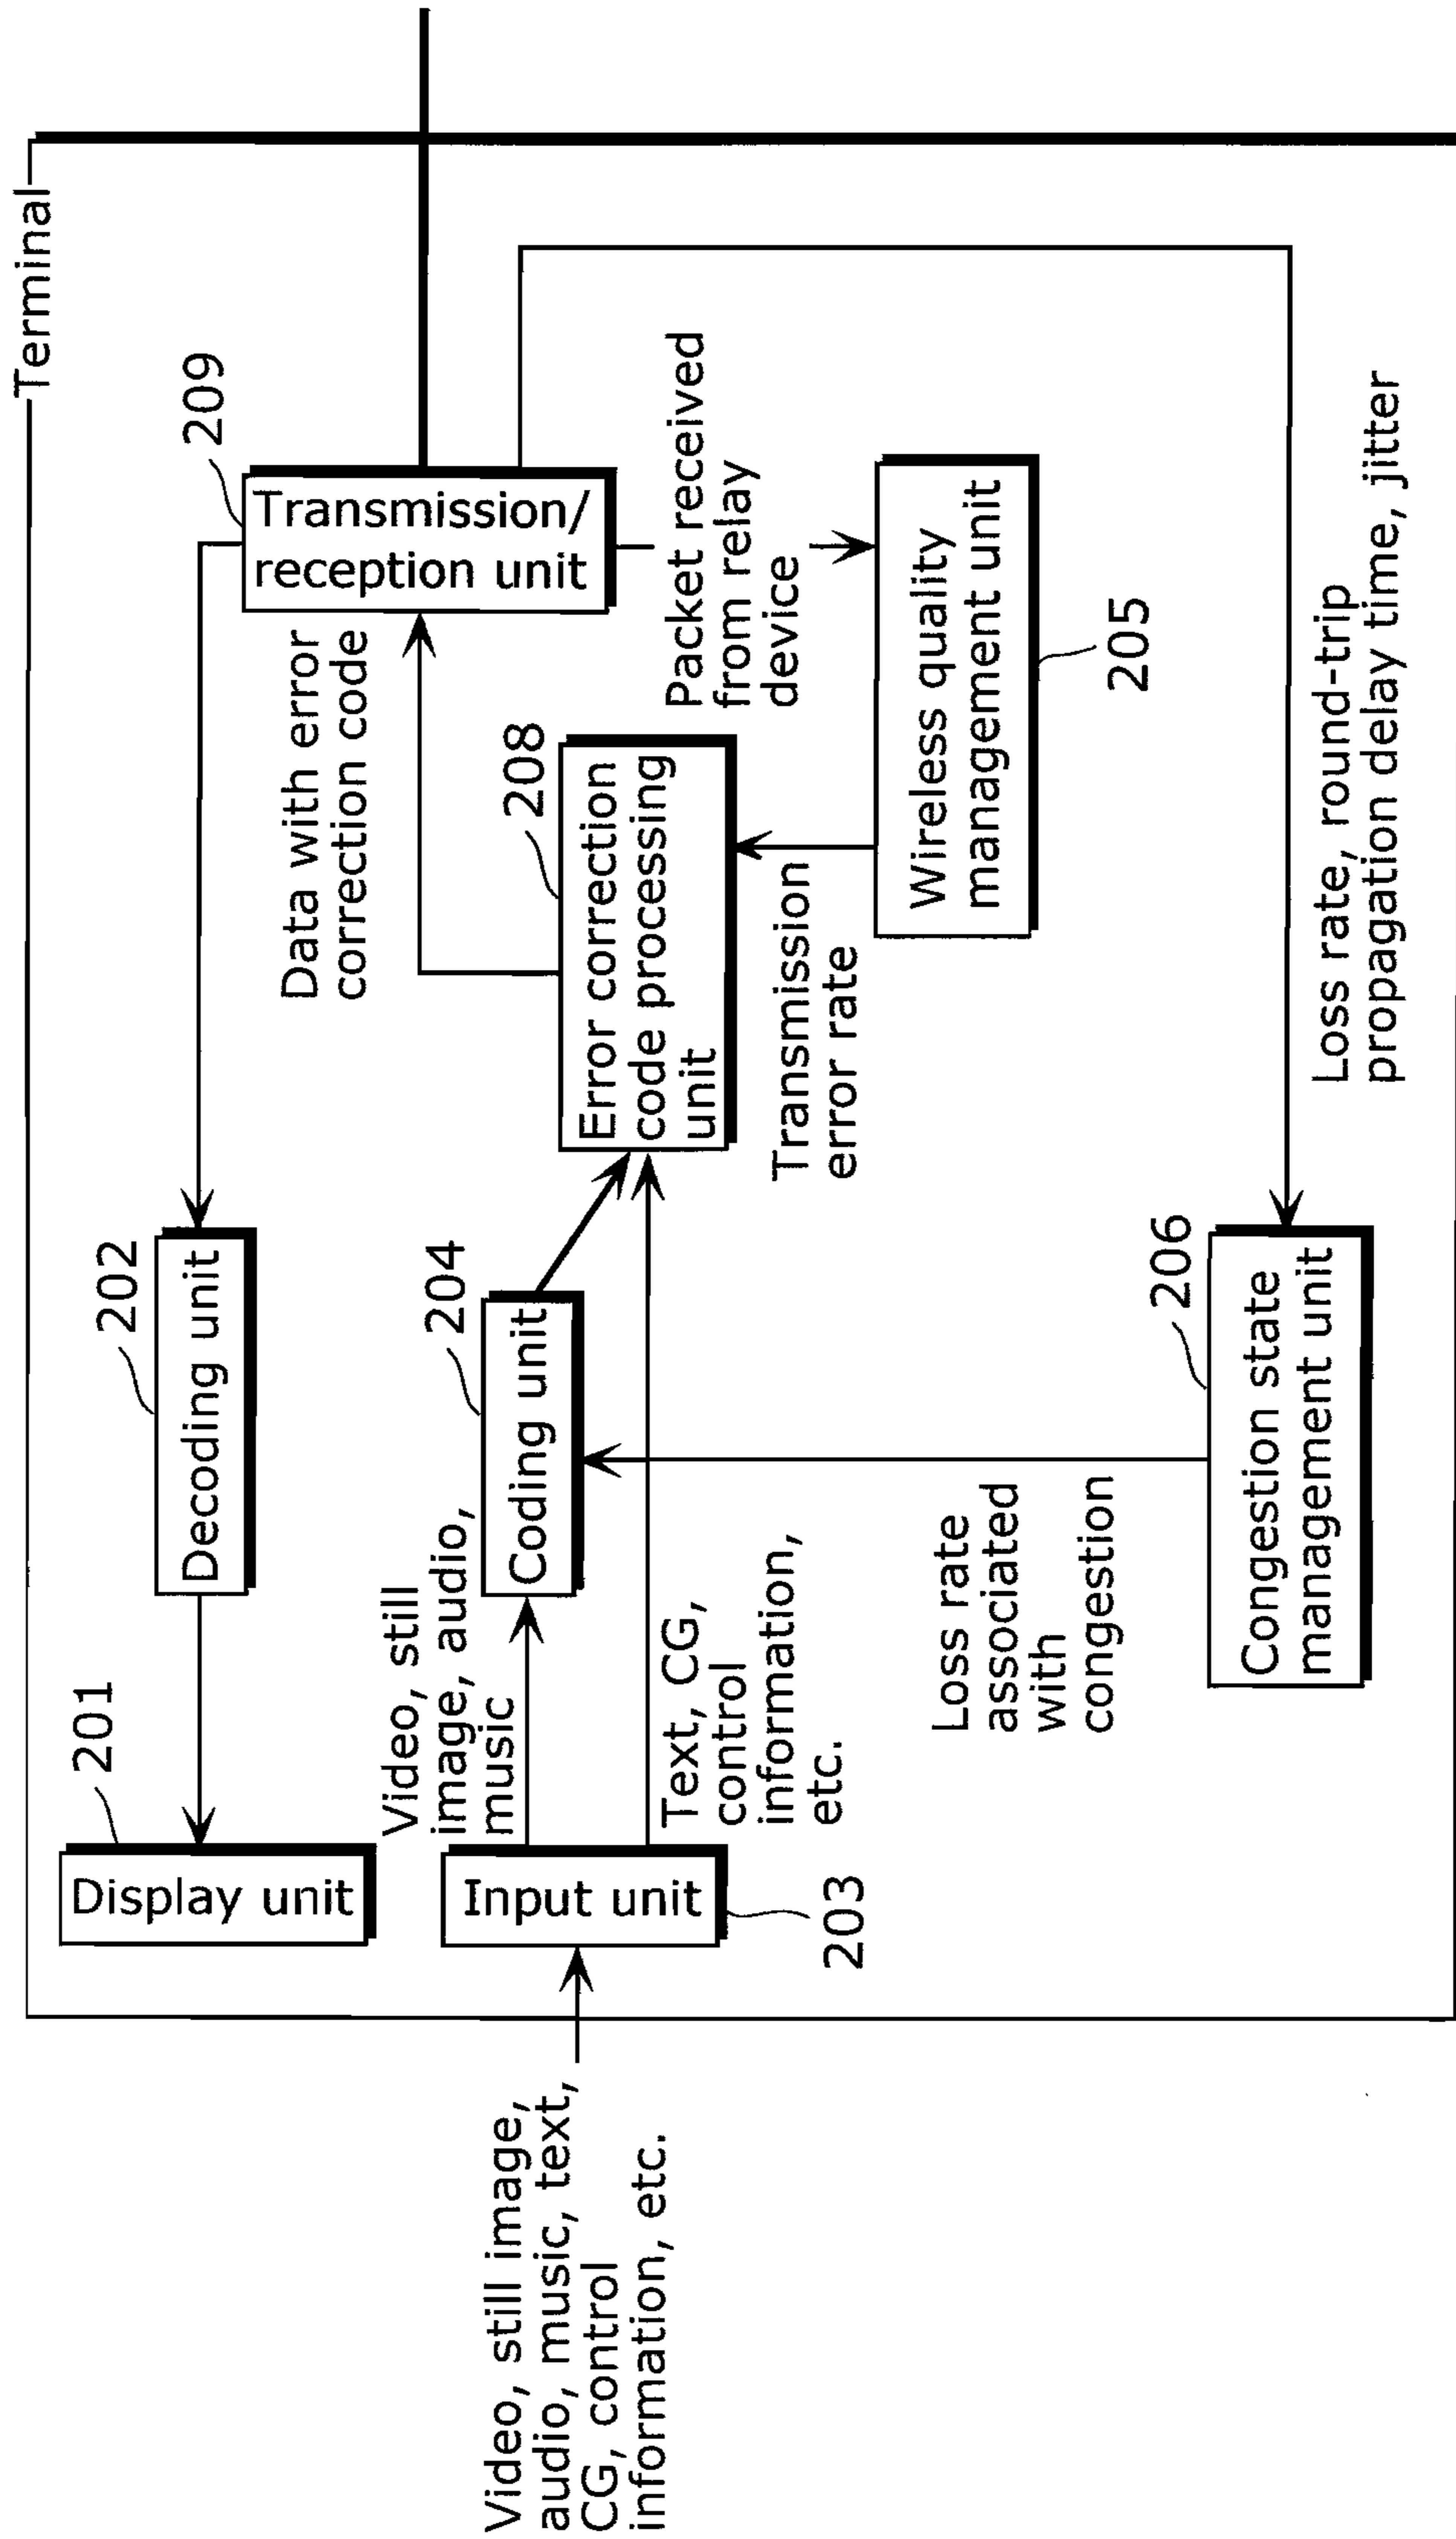 Terminal
201
Display unit
202
Decoding unit
209
Transmission/
reception unit
Data with error
correction code
Video, still image,
audio, music, text,
CG, control
information, etc.
Input unit
203
Video, still
image, audio,
music
Text, CG,
control
information,
etc.
204
Coding unit
208
Error correction
code processing
unit
Packet received
from relay
device
Transmission
error rate
Wireless quality
management unit
205
Loss rate
associated
with
congestion
206
Congestion state
management unit
Loss rate, round-trip
propagation delay time, jitter